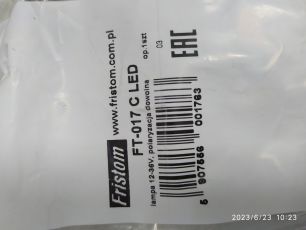 Fristom
www.fristom.com.pl
FT-017 C LED
op.1szt
lampa 12-36V, polaryzacja dowolna
03
EAC
5 907556 001763
2023/6/23 10:23